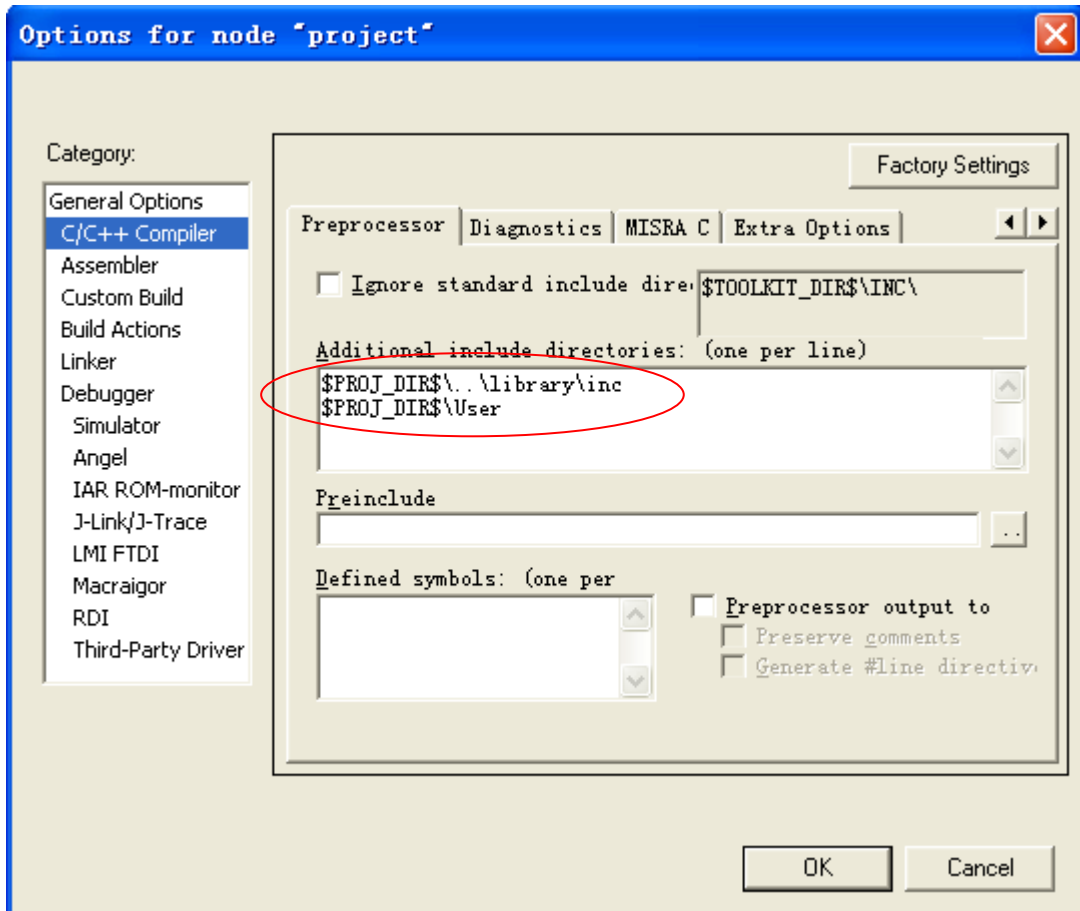 Options for node "project"
Category:
General Options
C/C++ Compiler
Assembler
Custom Build
Build Actions
Linker
Debugger
Simulator
Angel
IAR ROM-monitor
J-Link/J-Trace
LMI FTDI
Macraigor
RDI
Third-Party Driver
Factory Settings
Preprocessor Diagnostics MISRA C Extra Options
Ignore standard include dire $TOOLKIT_DIR$\INC\
Additional include directories: (one per line)
$PROJ_DIR$\..\library\inc
$PROJ_DIR$\User
Preinclude
..
Defined symbols: (one per
Preprocessor output to
Preserve comments
Generate #line directiv
OK Cancel